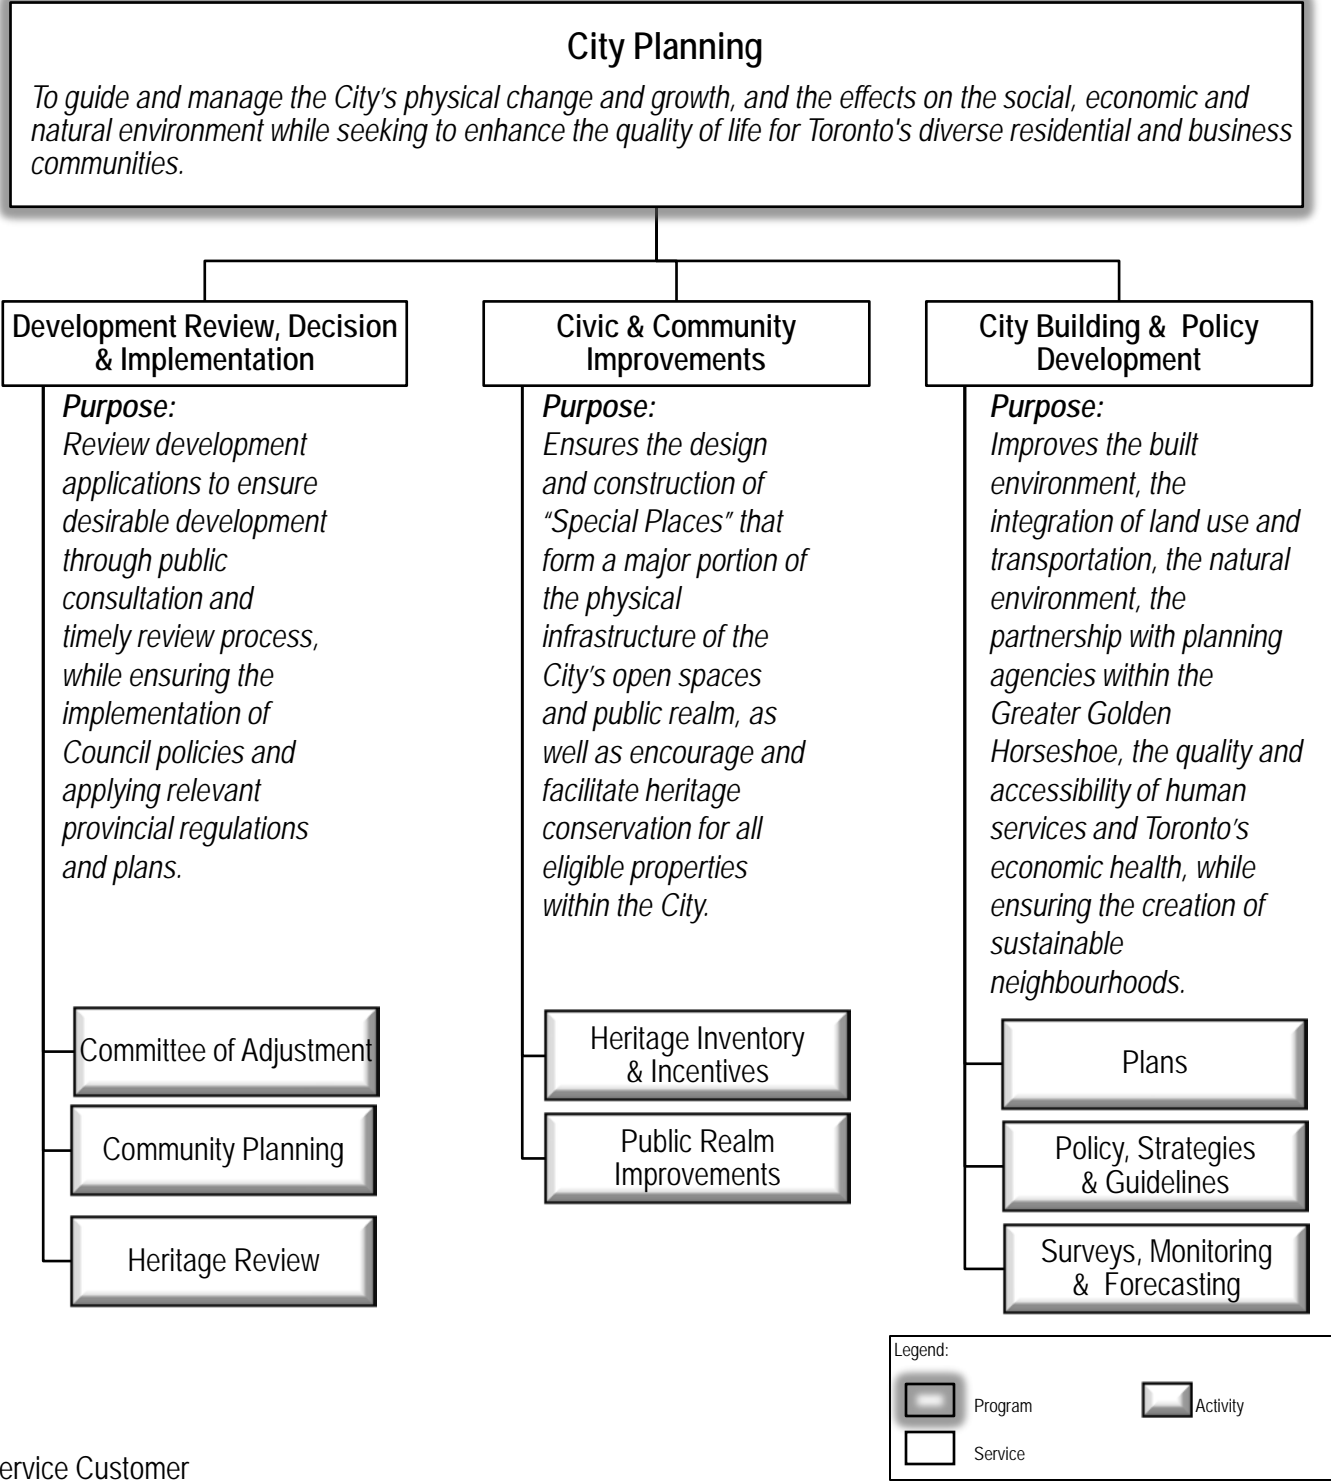 City Planning
To guide and manage the City’s physical change and growth, and the effects on the social, economic and
natural environment while seeking to enhance the quality of life for Toronto's diverse residential and business
communities.
Development Review, Decision
& Implementation
Purpose:
Review development
applications to ensure
desirable development
through public
consultation and
timely review process,
while ensuring the
implementation of
Council policies and
applying relevant
provincial regulations
and plans.
Committee of Adjustment
Community Planning
Heritage Review
Civic & Community
Improvements
Purpose:
Ensures the design
and construction of
“Special Places” that
form a major portion of
the physical
infrastructure of the
City’s open spaces
and public realm, as
well as encourage and
facilitate heritage
conservation for all
eligible properties
within the City.
Heritage Inventory
& Incentives
Public Realm
Improvements
City Building & Policy
Development
Purpose:
Improves the built
environment, the
integration of land use and
transportation, the natural
environment, the
partnership with planning
agencies within the
Greater Golden
Horseshoe, the quality and
accessibility of human
services and Toronto’s
economic health, while
ensuring the creation of
sustainable
neighbourhoods.
Plans
Policy, Strategies
& Guidelines
Surveys, Monitoring
& Forecasting
Legend:
Program
Activity
Service
ervice Customer